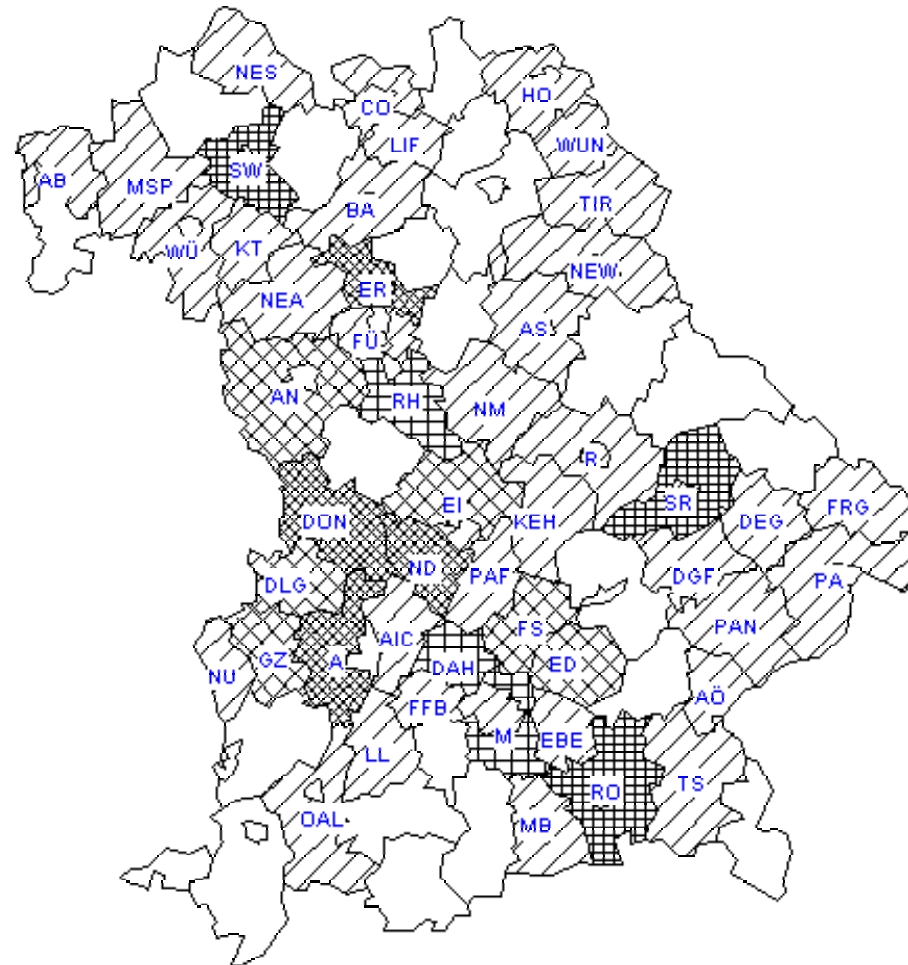 NES
CO
HO
LIF
WUN
AB
MSP
SW
BA
TIR
WÜ
KT
NEA
ER
NEW
FÜ
AS
AN
RH
NM
R
EI
SR
DON
KEH
DEG
FRG
ND
PAF
DGF
PA
DLG
AIC
FS
PAN
NU
GZ
A
DAH
ED
FFB
M
EBE
AÖ
LL
RO
TS
OAL
MB